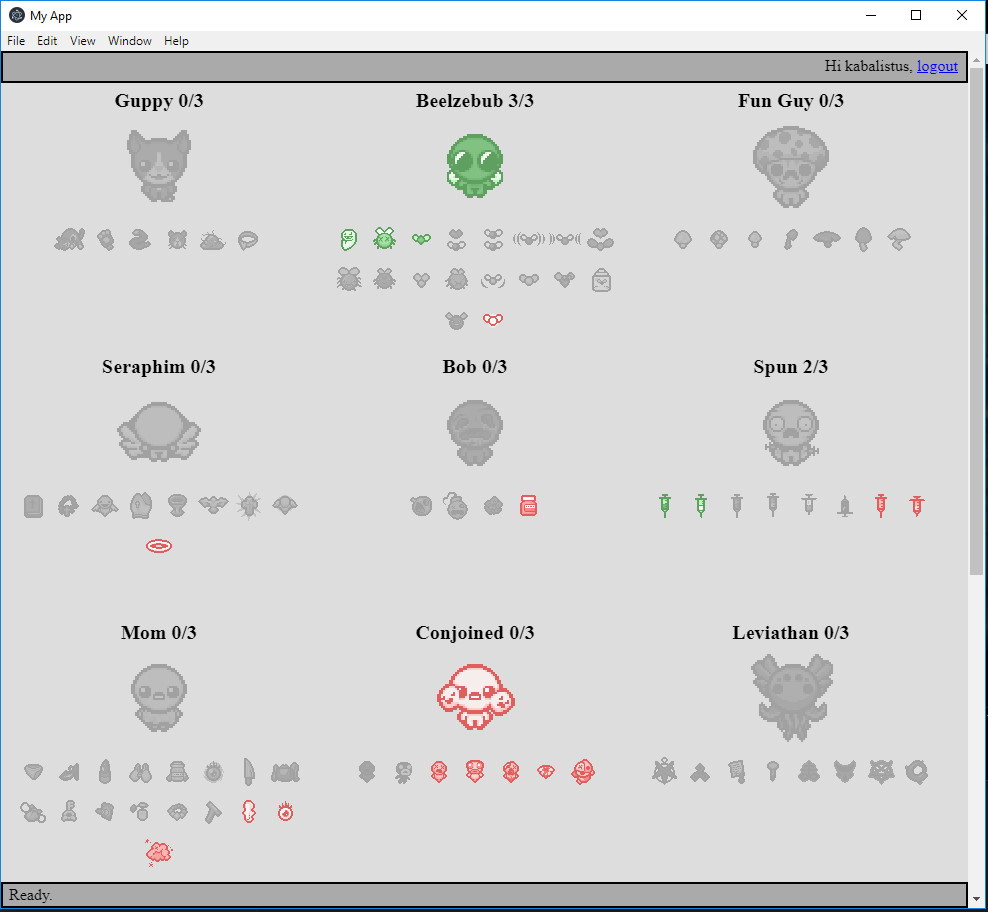 My App
File Edit View Window Help
Hi kabalistus, logout
Guppy 0/3
Beelzebub 3/3
Fun Guy 0/3
Seraphim 0/3
Bob 0/3
Spun 2/3
Mom 0/3
Conjoined 0/3
Leviathan 0/3
Ready.